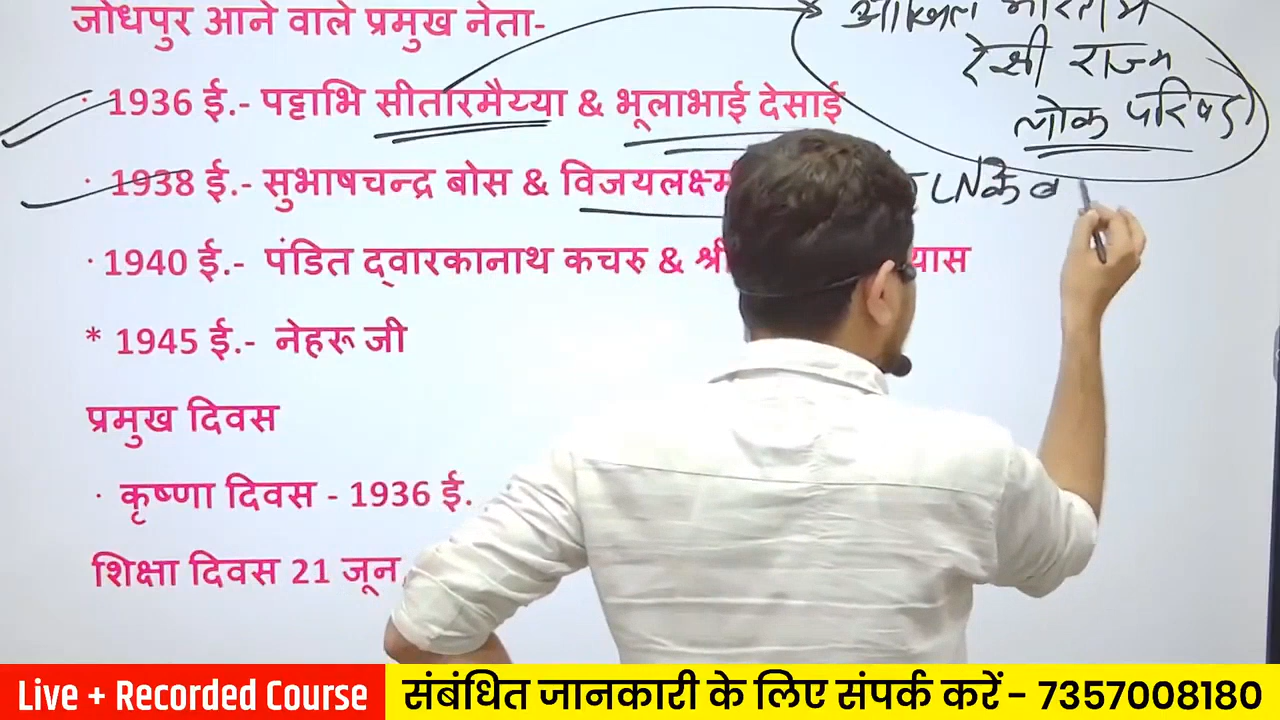 जोधपुर आने वाले प्रमुख नेता-
अखिल भारतीय
देसी राज्य
लोक परिषद्
· 1936 ई.- पट्टाभि सीतारमैय्या & भूलाभाई देसाई
· 1938 ई.- सुभाषचन्द्र बोस & विजयलक्ष्मी
· 1940 ई.- पंडित द्वारकानाथ कचरु & श्री
* 1945 ई.- नेहरू जी
प्रमुख दिवस
· कृष्णा दिवस - 1936 ई.
शिक्षा दिवस 21 जून
Live + Recorded Course संबंधित जानकारी के लिए संपर्क करें - 7357008180